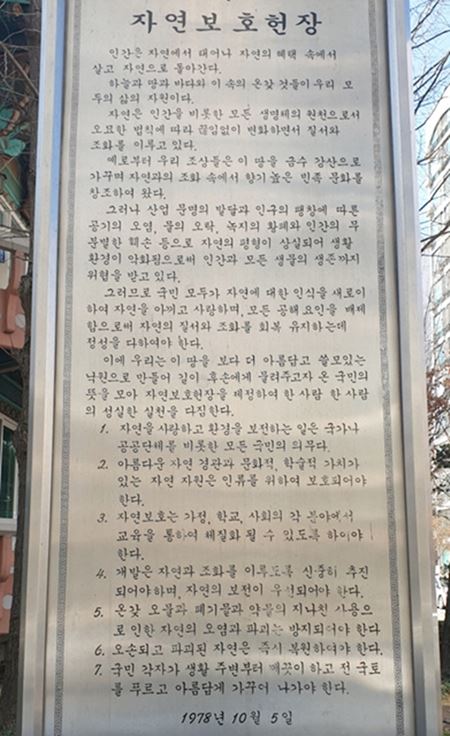 자연보호헌장
인간은 자연에서 태어나 자연의 혜택 속에서
살고 자연으로 돌아간다.
하늘과 땅과 바다와 이 속의 온갖 것들이 우리 모
두의 삶의 자원이다.
자연은 인간을 비롯한 모든 생명체의 원천으로서
오묘한 법칙에 따라 끊임없이 변화하면서 질서와
조화를 이루고 있다.
예로부터 우리 조상들은 이 땅을 금수 강산으로
가꾸며 자연과의 조화 속에서 향기 높은 민족 문화를
창조하여 왔다.
그러나 산업 문명의 발달과 인구의 팽창에 따른
공기의 오염, 물의 오탁, 녹지의 황폐와 인간의 무
분별한 훼손 등으로 자연의 평형이 상실되어 생활
환경이 악화됨으로써 인간과 모든 생물의 생존까지
위협을 받고 있다.
그러므로 국민 모두가 자연에 대한 인식을 새로이
하여 자연을 아끼고 사랑하며, 모든 공해 요인을 배제
함으로써 자연의 질서와 조화를 회복 유지하는데
정성을 다하여야 한다.
이에 우리는 이 땅을 보다 더 아름답고 쓸모있는
낙원으로 만들어 길이 후손에게 물려주고자 온 국민의
뜻을 모아 자연보호헌장을 제정하여 한 사람 한 사람
의 성실한 실천을 다짐한다.
1. 자연을 사랑하고 환경을 보전하는 일은 국가나
공공단체를 비롯한 모든 국민의 의무다.
2. 아름다운 자연 경관과 문화적, 학술적 가치가
있는 자연 자원은 인류를 위하여 보호되어야
한다.
3. 자연보호는 가정, 학교, 사회의 각 분야에서
교육을 통하여 체질화 될 수 있도록 하여야
한다.
4. 개발은 자연과 조화를 이루도록 신중히 추진
되어야하며, 자연의 보전이 우선되어야 한다.
5. 온갖 오물과 폐기물과 약물의 지나친 사용으
로 인한 자연의 오염과 파괴는 방지되어야 한다
6. 오손되고 파괴된 자연은 즉시 복원하여야 한다.
7. 국민 각자가 생활 주변부터 깨끗이 하고 전 국토
를 푸르고 아름답게 가꾸어 나가야 한다.
1978년 10월 5일